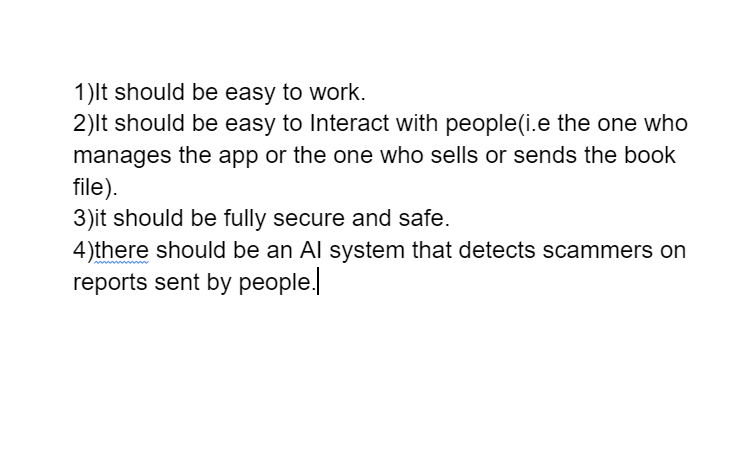 1)It should be easy to work.
2)It should be easy to Interact with people(i.e the one who
manages the app or the one who sells or sends the book
file).
3)it should be fully secure and safe.
4)there should be an AI system that detects scammers on
reports sent by people.